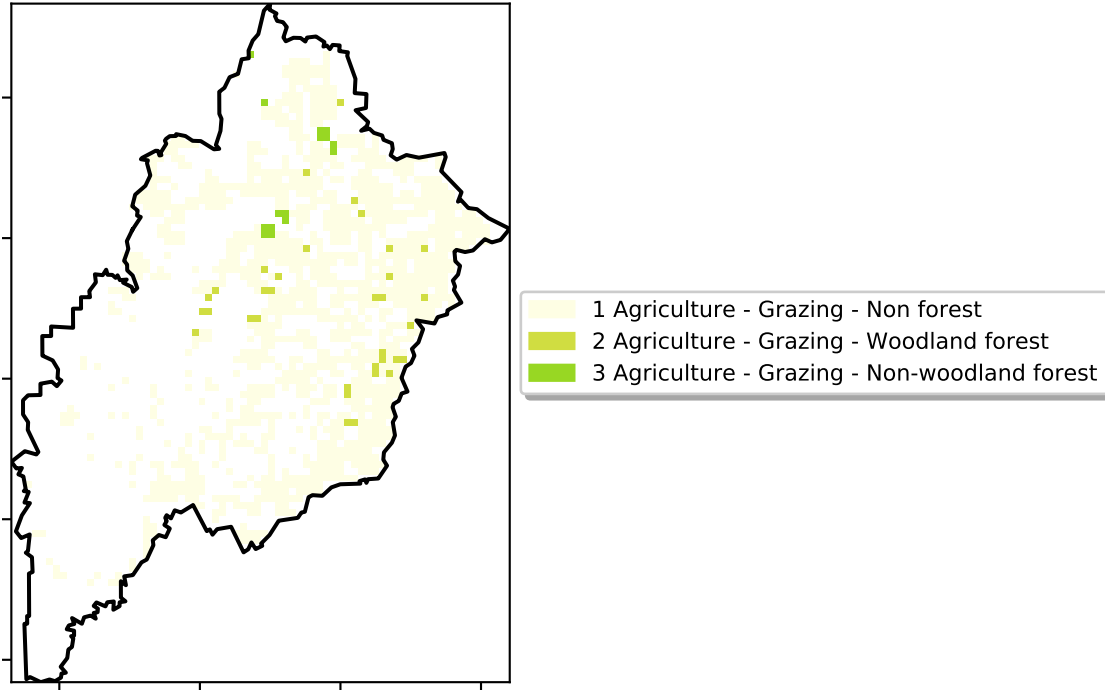 1 Agriculture - Grazing - Non forest
2 Agriculture - Grazing - Woodland forest
3 Agriculture - Grazing - Non-woodland forest